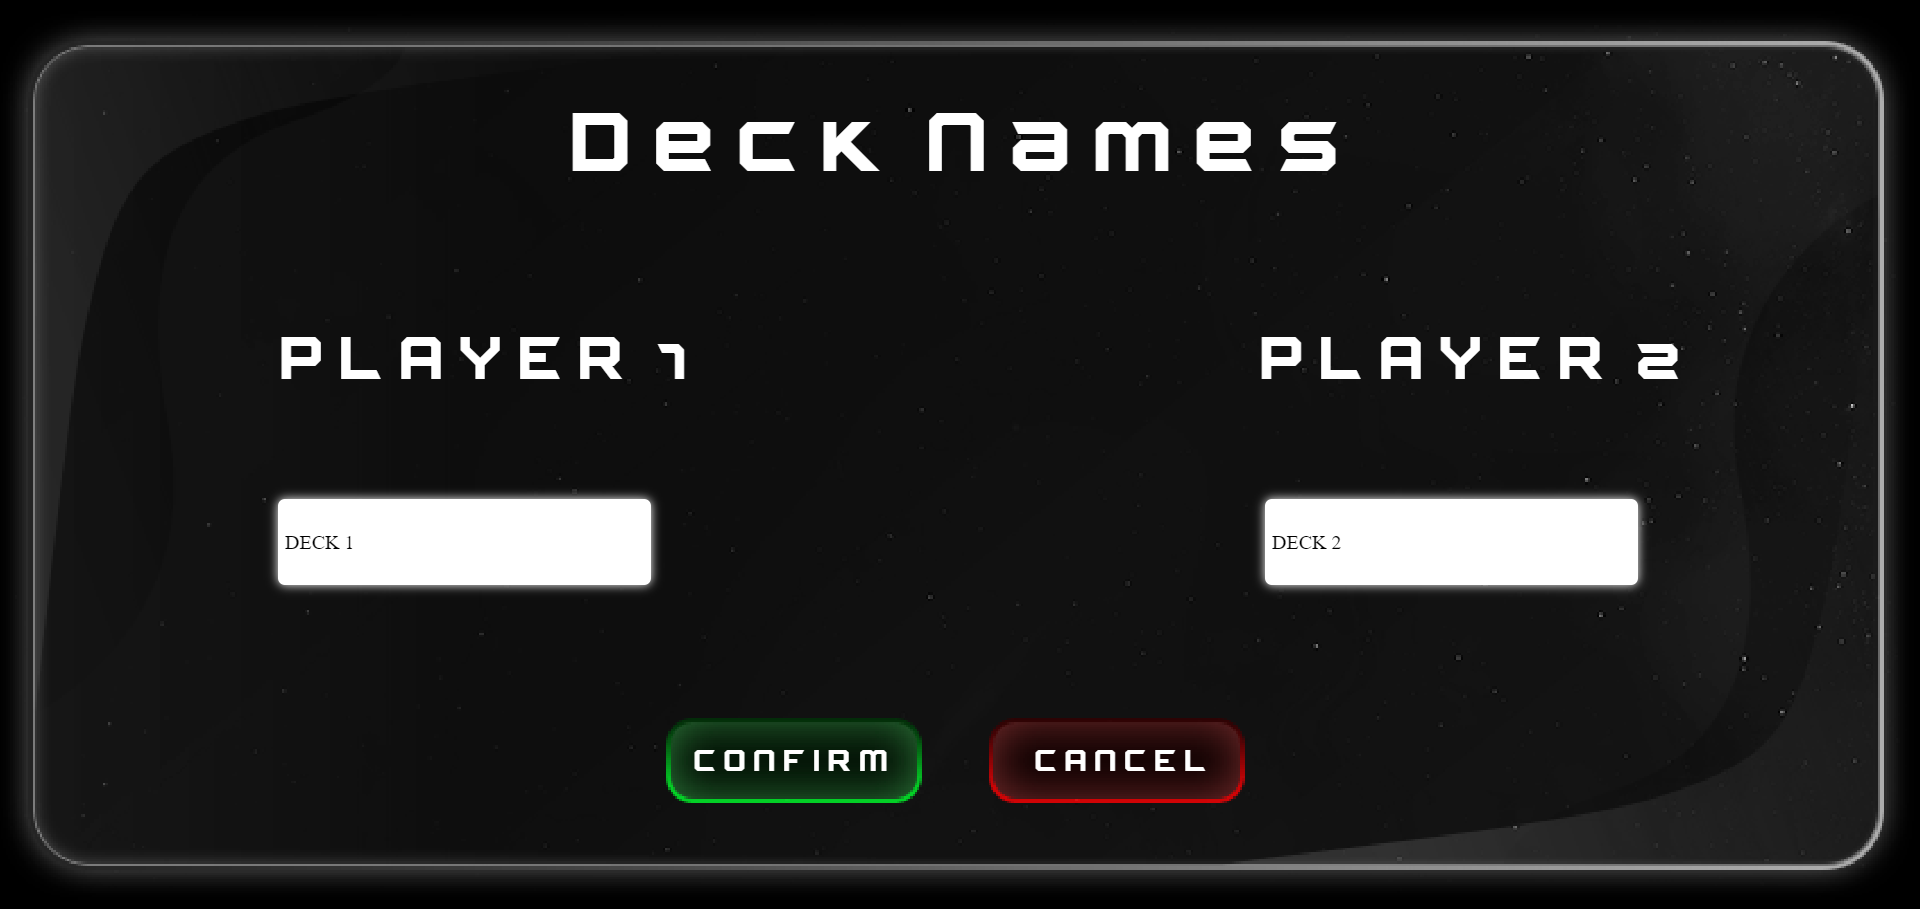 Deck Names
PLAYER 1
PLAYER 2
DECK 1
DECK 2
CONFIRM
CANCEL